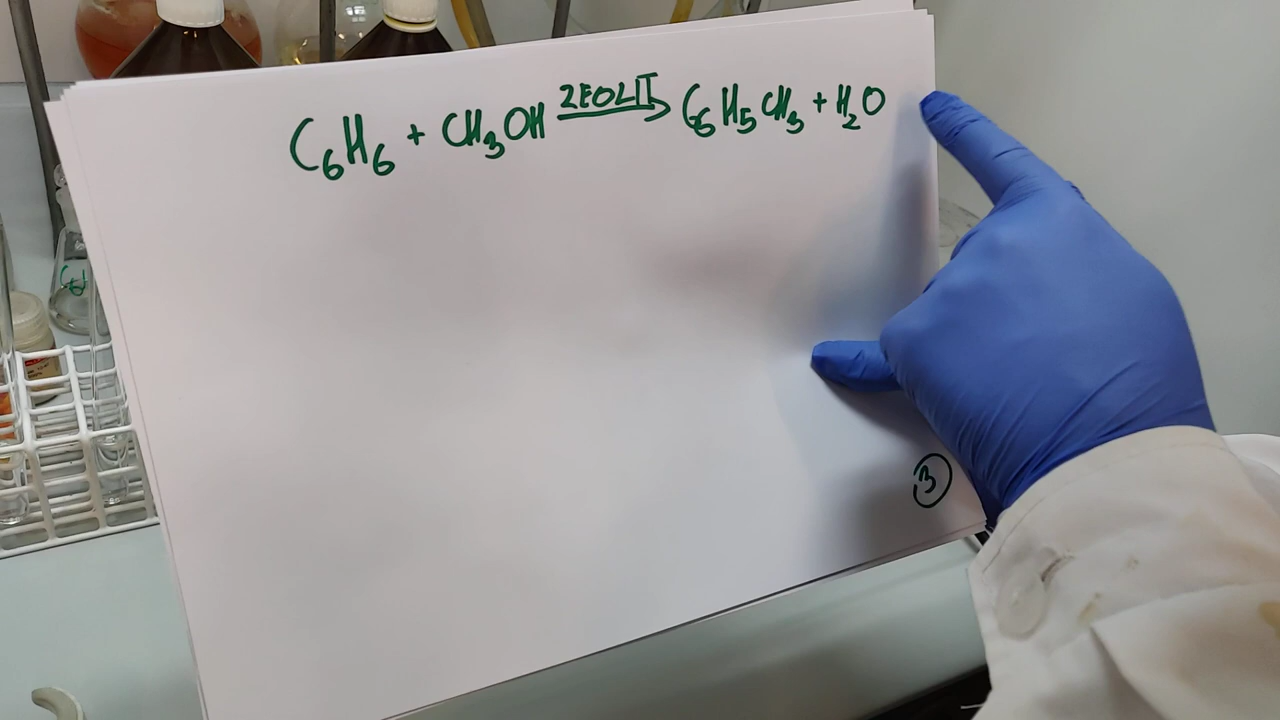 C6H6 + CH3OH ZEOLIT→ C6H5CH3 + H2O
3